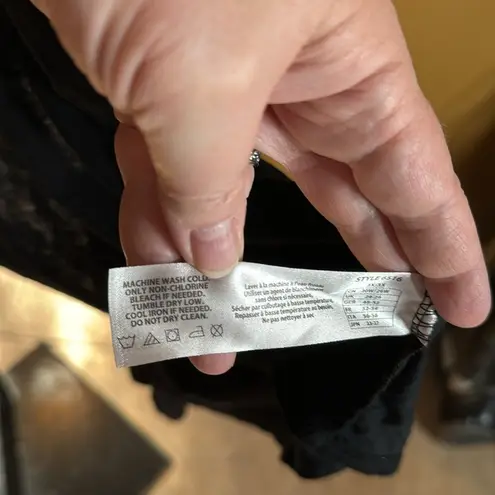 MACHINE WASH COLD
ONLY NON-CHLORINE
BLEACH IF NEEDED.
TUMBLE DRY LOW.
COOL IRON IF NEEDED.
DO NOT DRY CLEAN.
Laver à la machine à l'eau froide.
Utiliser un agent de blanchiment
sans chlore si nécessaire.
Sécher par culbutage à basse température.
Repasser à basse température au besoin.
Ne pas nettoyer à sec
STYLE